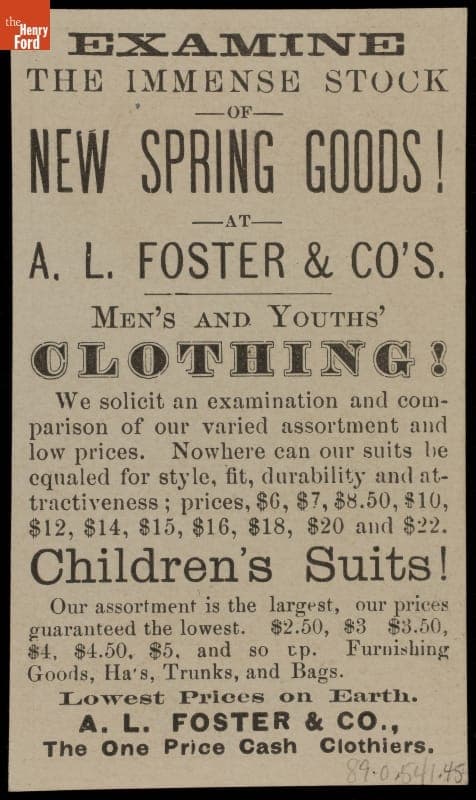 the
Henry
Ford
EXAMINE
THE IMMENSE STOCK
—OF—
NEW SPRING GOODS!
—AT—
A. L. FOSTER & CO'S.
MEN'S AND YOUTHS'
CLOTHING!
We solicit an examination and com-
parison of our varied assortment and
low prices. Nowhere can our suits be
equaled for style, fit, durability and at-
tractiveness; prices, $6, $7, $8.50, $10,
$12, $14, $15, $16, $18, $20 and $22.
Children's Suits!
Our assortment is the largest, our prices
guaranteed the lowest. $2.50, $3 $3.50,
$4, $4.50, $5, and so up. Furnishing
Goods, Ha's, Trunks, and Bags.
Lowest Prices on Earth.
A. L. FOSTER & CO.,
The One Price Cash Clothiers.
89.0.541.45